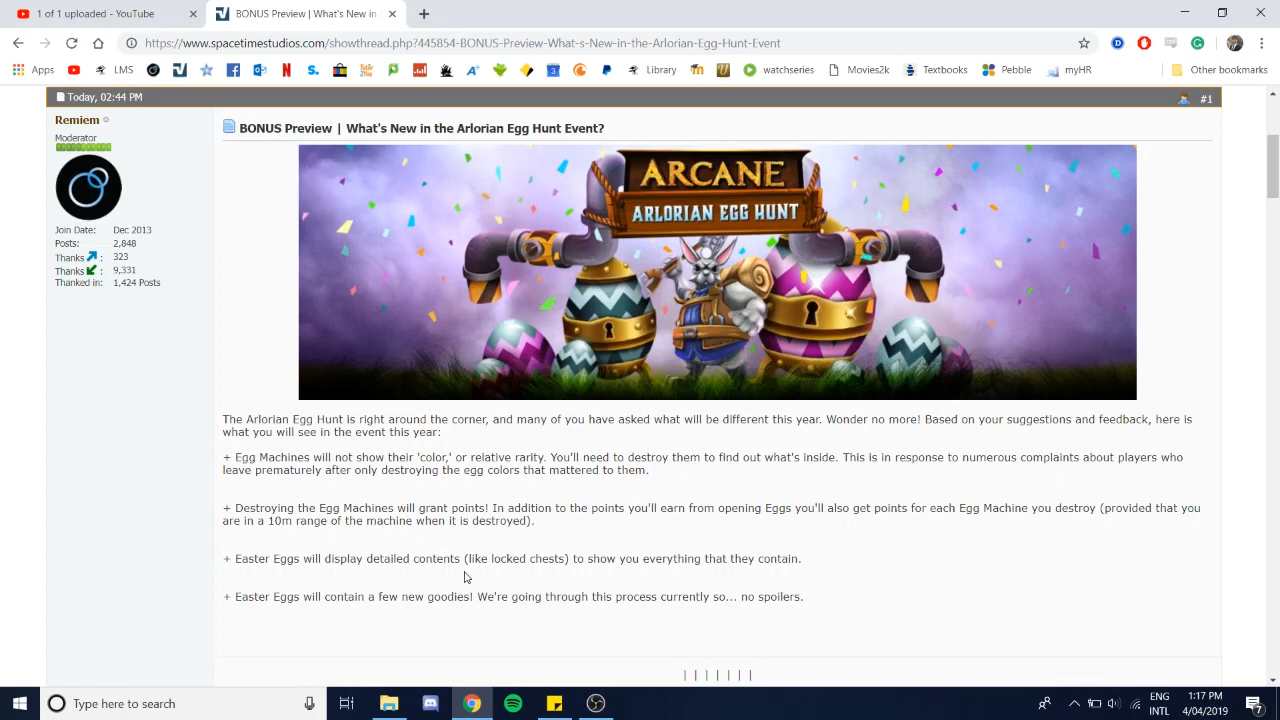 1 of 1 uploaded - YouTube
BONUS Preview | What's New in
https://www.spacetimestudios.com/showthread.php?445854-BONUS-Preview-What-s-New-in-the-Arlorian-Egg-Hunt-Event
Apps LMS Library watchseries Movies2k Textbooks Pebble myHR Other bookmarks
Today, 02:44 PM #1
Remiem
Moderator
Join Date: Dec 2013
Posts: 2,848
Thanks : 323
Thanks : 9,331
Thanked in: 1,424 Posts
BONUS Preview | What's New in the Arlorian Egg Hunt Event?
ARCANE
ARLORIAN EGG HUNT
The Arlorian Egg Hunt is right around the corner, and many of you have asked what will be different this year. Wonder no more! Based on your suggestions and feedback, here is
what you will see in the event this year:
+ Egg Machines will not show their 'color,' or relative rarity. You'll need to destroy them to find out what's inside. This is in response to numerous complaints about players who
leave prematurely after only destroying the egg colors that mattered to them.
+ Destroying the Egg Machines will grant points! In addition to the points you'll earn from opening Eggs you'll also get points for each Egg Machine you destroy (provided that you
are in a 10m range of the machine when it is destroyed).
+ Easter Eggs will display detailed contents (like locked chests) to show you everything that they contain.
+ Easter Eggs will contain a few new goodies! We're going through this process currently so... no spoilers.
| | | | | | |
Type here to search
ENG
INTL
1:17 PM
4/04/2019
7